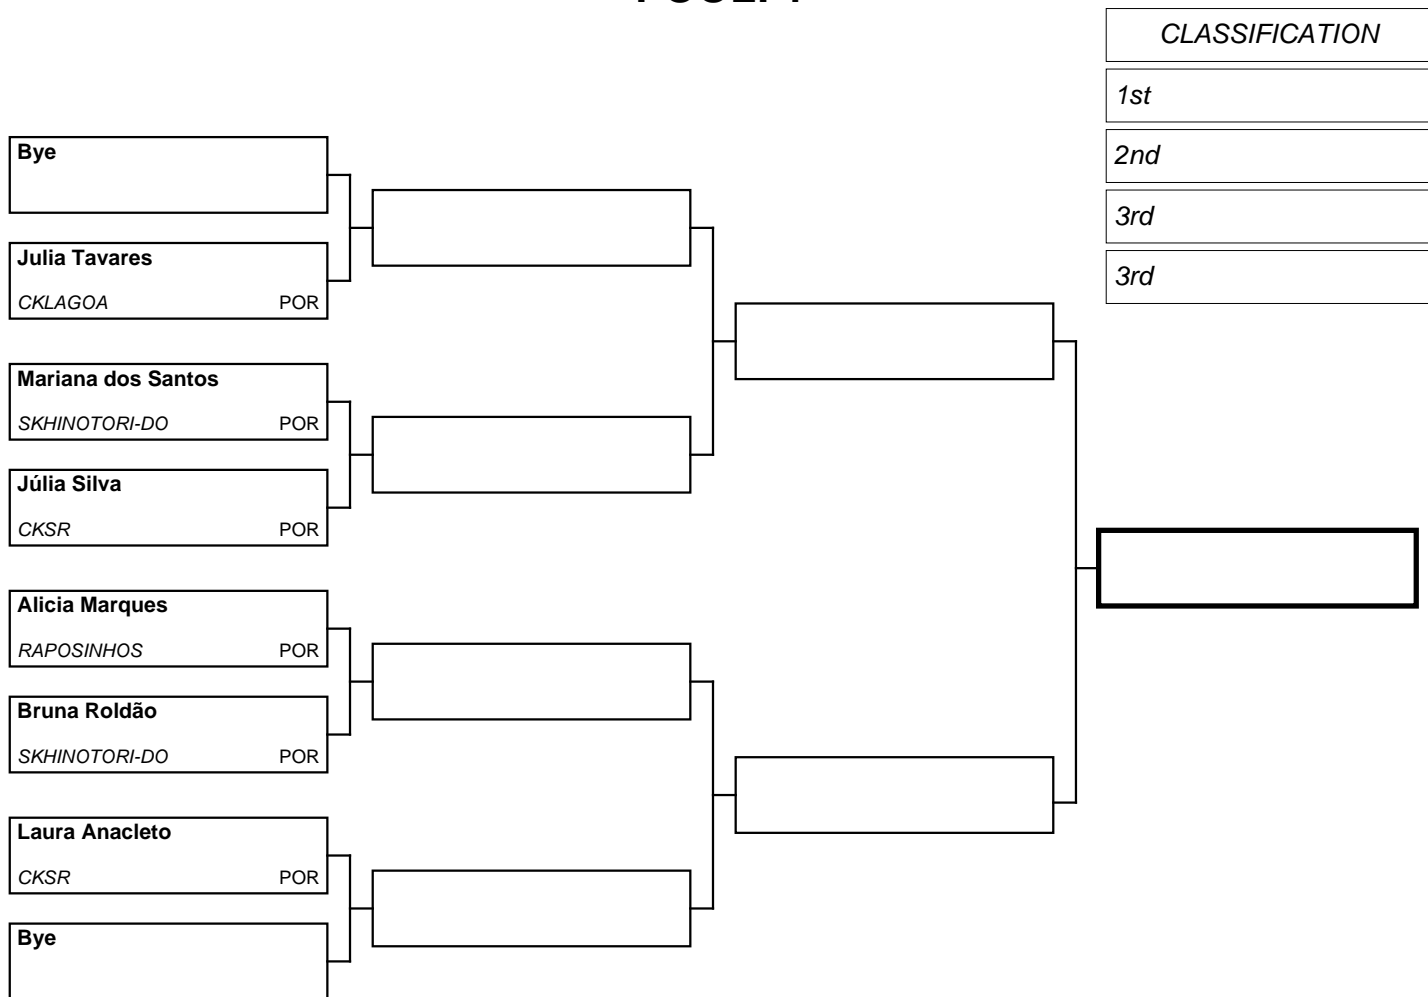 CLASSIFICATION
1st
2nd
3rd
3rd
Bye
Julia Tavares
CKLAGOA POR
Mariana dos Santos
SKHINOTORI-DO POR
Júlia Silva
CKSR POR
Alicia Marques
RAPOSINHOS POR
Bruna Roldão
SKHINOTORI-DO POR
Laura Anacleto
CKSR POR
Bye